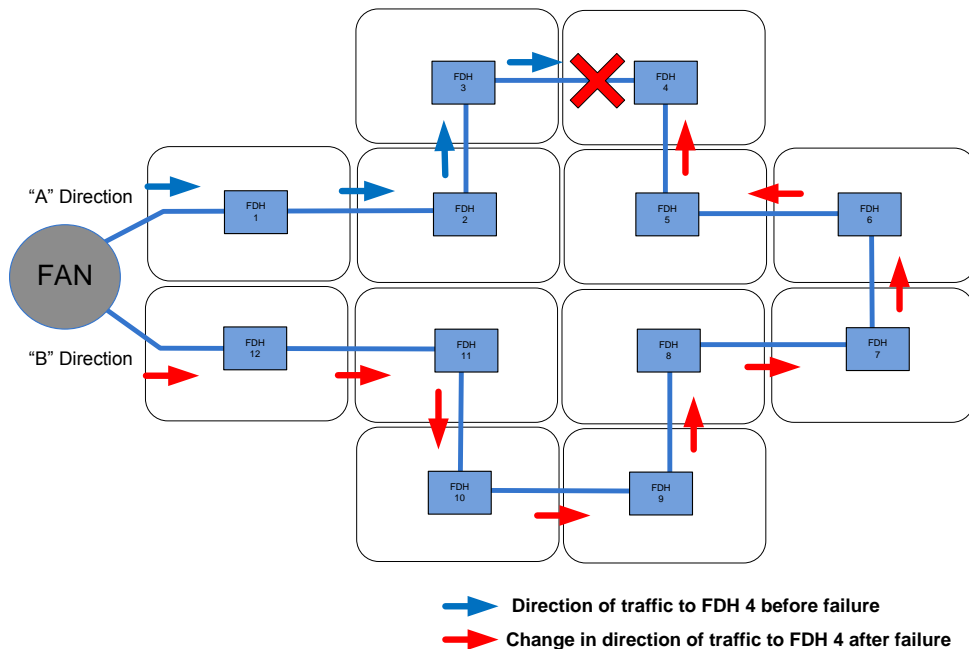 FDH
3
FDH
4
"A" Direction
FDH
1
FDH
2
FDH
5
FDH
6
FAN
"B" Direction
FDH
12
FDH
11
FDH
8
FDH
7
FDH
10
FDH
9
Direction of traffic to FDH 4 before failure
Change in direction of traffic to FDH 4 after failure